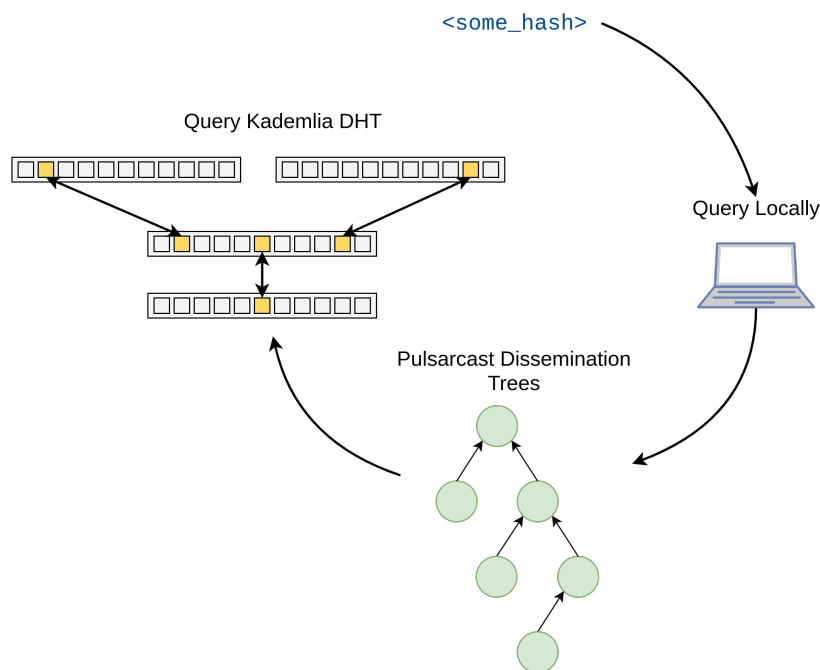 <some_hash>
Query Kademlia DHT
Query Locally
Pulsarcast Dissemination
Trees